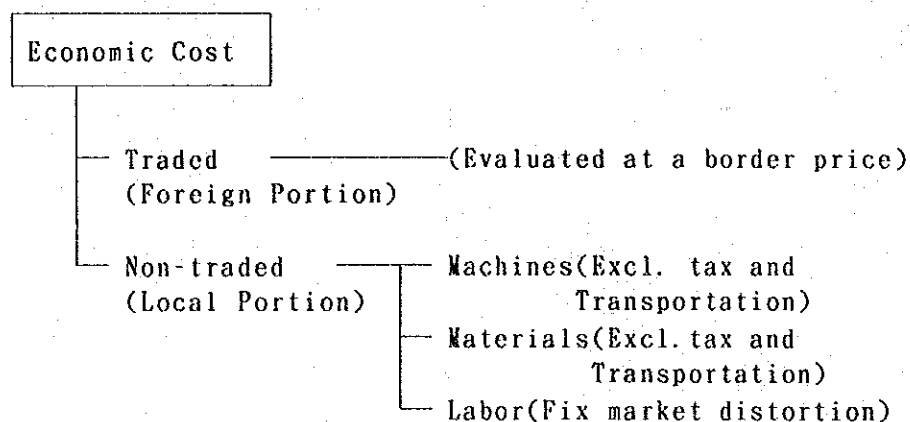 Economic Cost
Traded (Evaluated at a border price)
(Foreign Portion)
Non-traded Machines(Excl. tax and
(Local Portion) Transportation)
Materials(Excl. tax and
Transportation)
Labor(Fix market distortion)